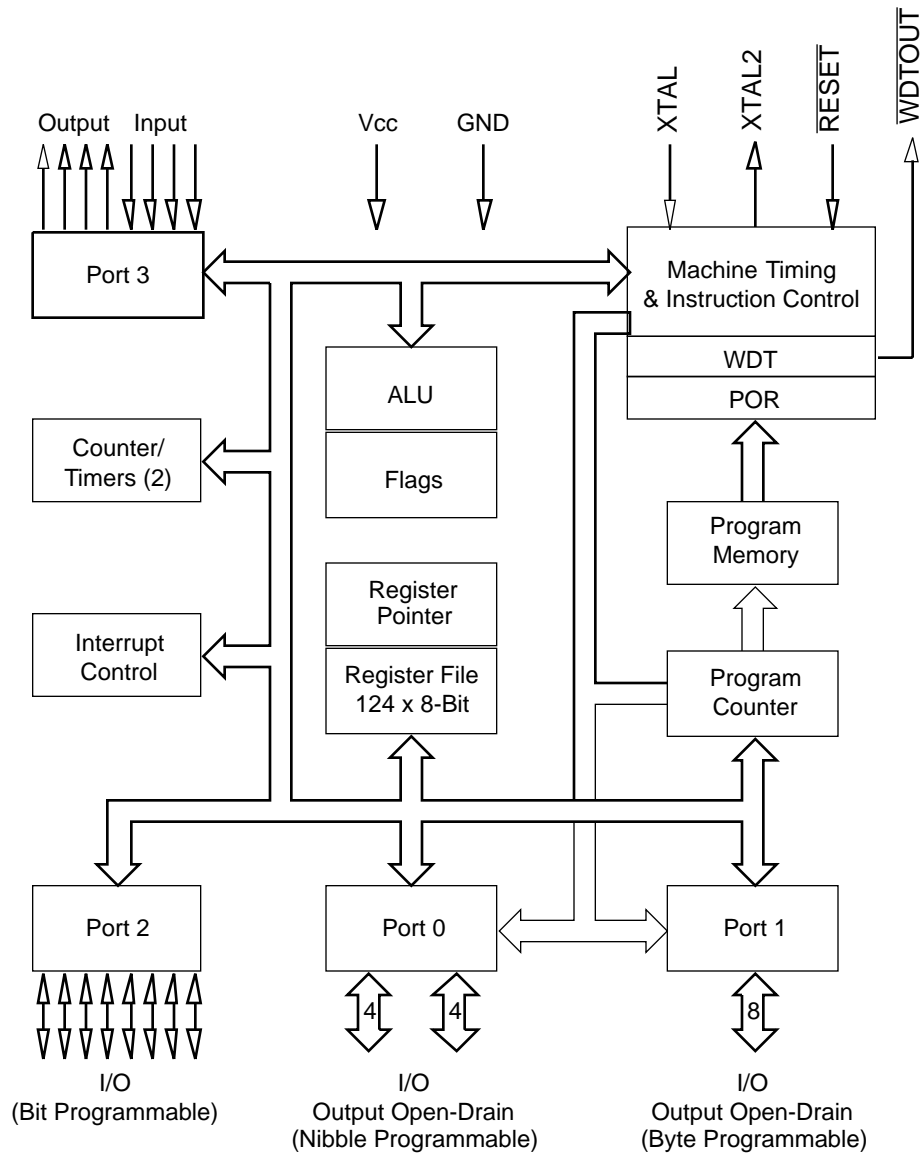 Output
Input
Vcc
GND
XTAL
XTAL2
RESET
WDTOUT
Port 3
Machine Timing
& Instruction Control
WDT
POR
ALU
Flags
Counter/
Timers (2)
Program
Memory
Register
Pointer
Register File
124 x 8-Bit
Interrupt
Control
Program
Counter
Port 2
Port 0
Port 1
4
4
8
I/O
(Bit Programmable)
I/O
Output Open-Drain
(Nibble Programmable)
I/O
Output Open-Drain
(Byte Programmable)